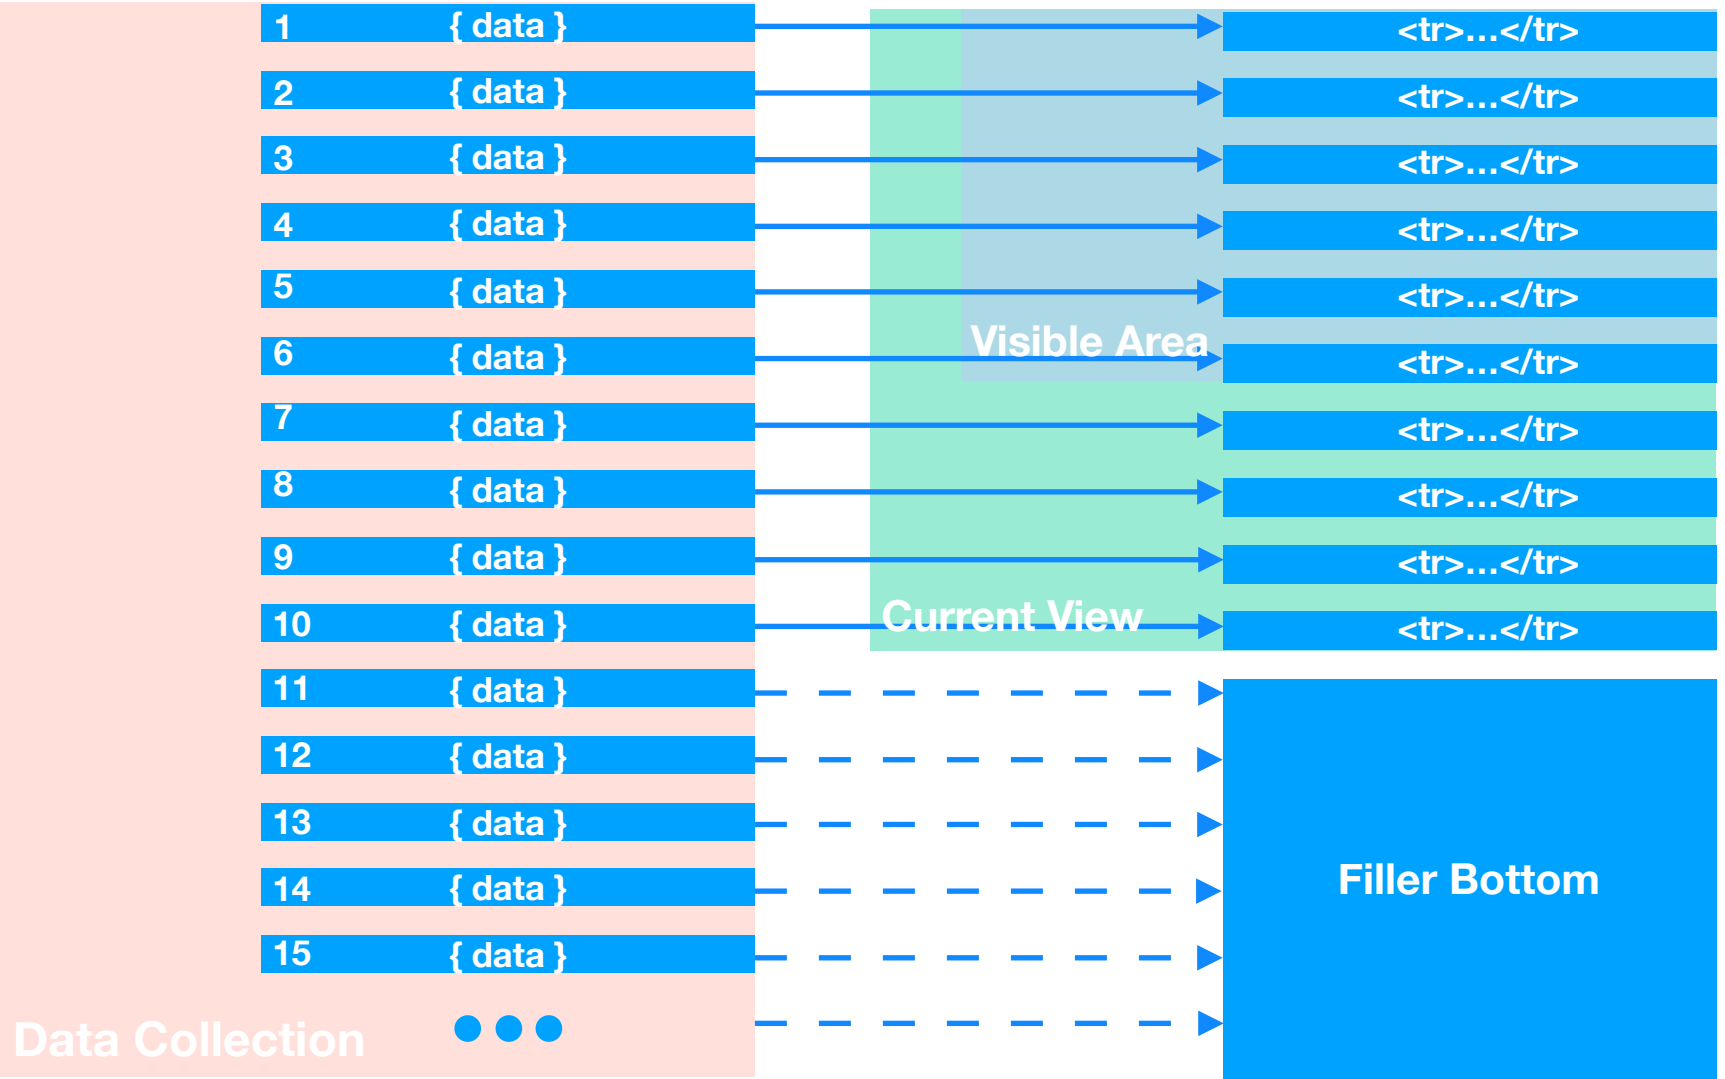 1 { data } <tr>...</tr>
2 { data } <tr>...</tr>
3 { data } <tr>...</tr>
4 { data } <tr>...</tr>
5 { data } <tr>...</tr>
Visible Area
6 { data } <tr>...</tr>
7 { data } <tr>...</tr>
8 { data } <tr>...</tr>
9 { data } <tr>...</tr>
Current View
10 { data } <tr>...</tr>
11 { data }
12 { data }
13 { data }
14 { data }
Filler Bottom
15 { data }
Data Collection